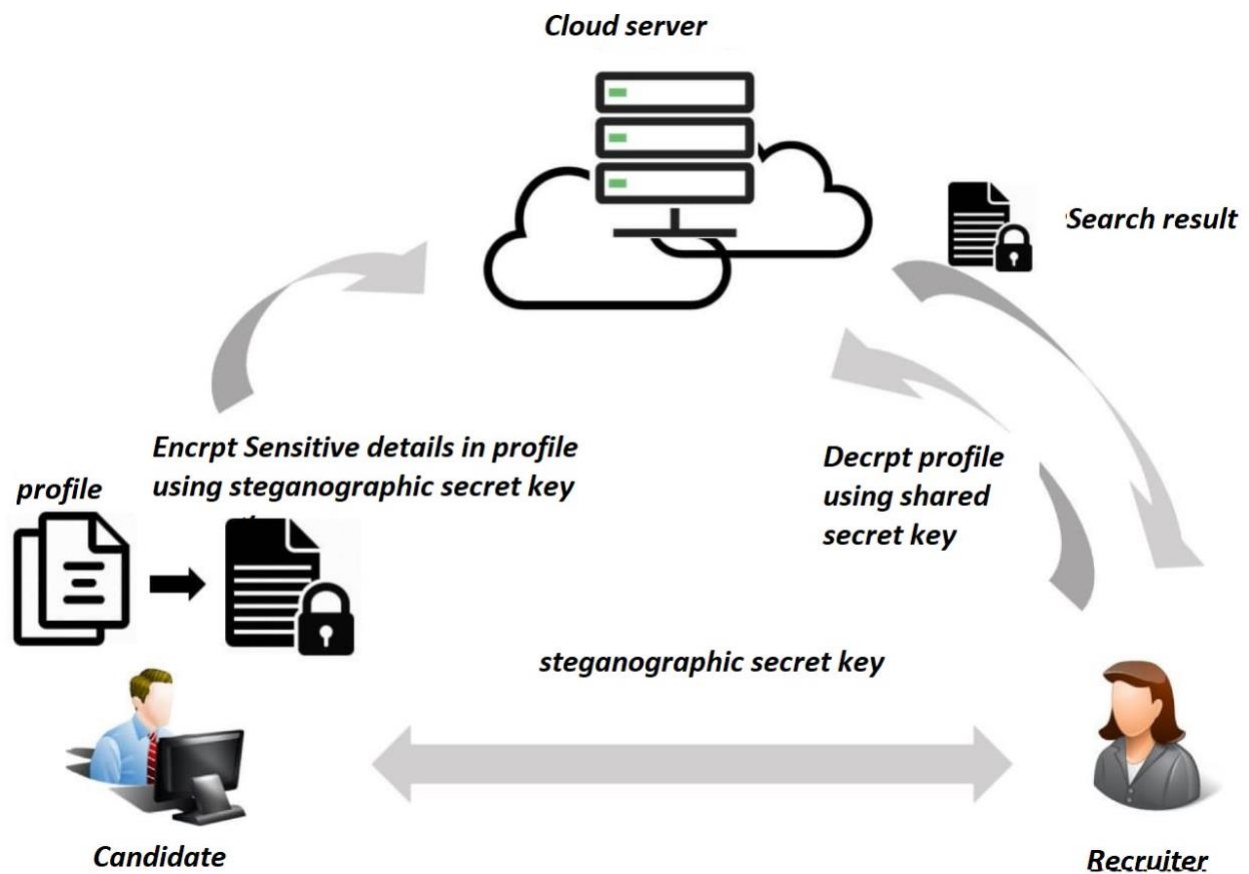 Cloud server
Search result
Encrpt Sensitive details in profile
using steganographic secret key
profile
Decrpt profile
using shared
secret key
steganographic secret key
Candidate
Recruiter